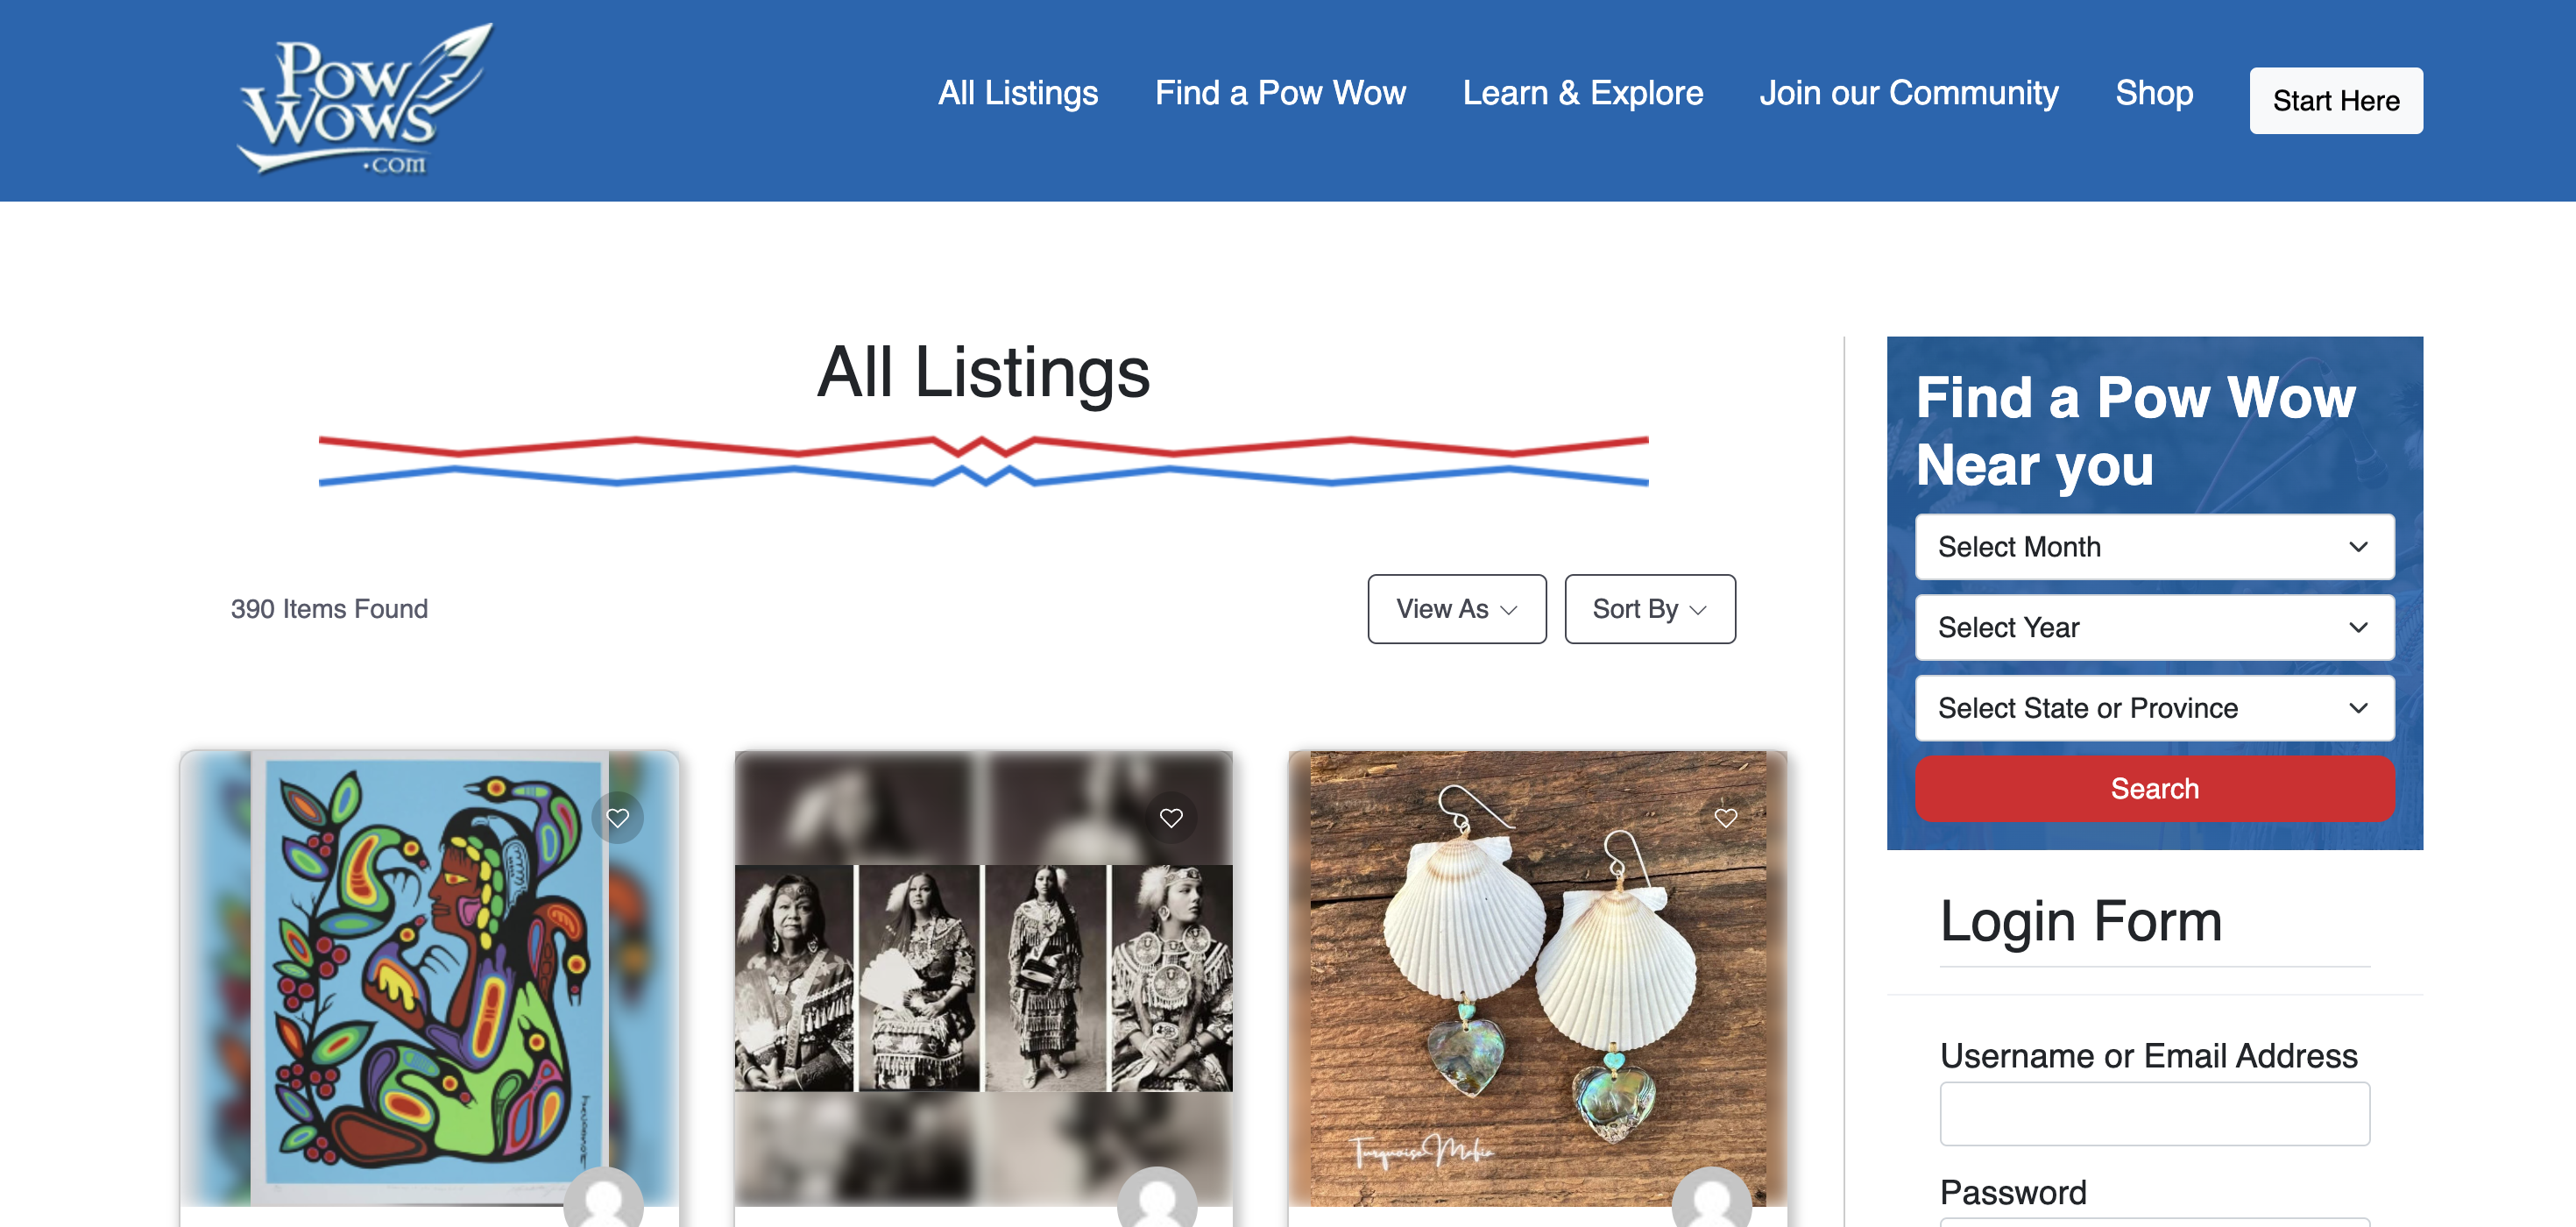 Pow
Wows
.com
All Listings
Find a Pow Wow
Learn & Explore
Join our Community
Shop
Start Here
All Listings
390 Items Found
View As
Sort By
Turquoise Mafia
Find a Pow Wow
Near you
Select Month
Select Year
Select State or Province
Search
Login Form
Username or Email Address
Password